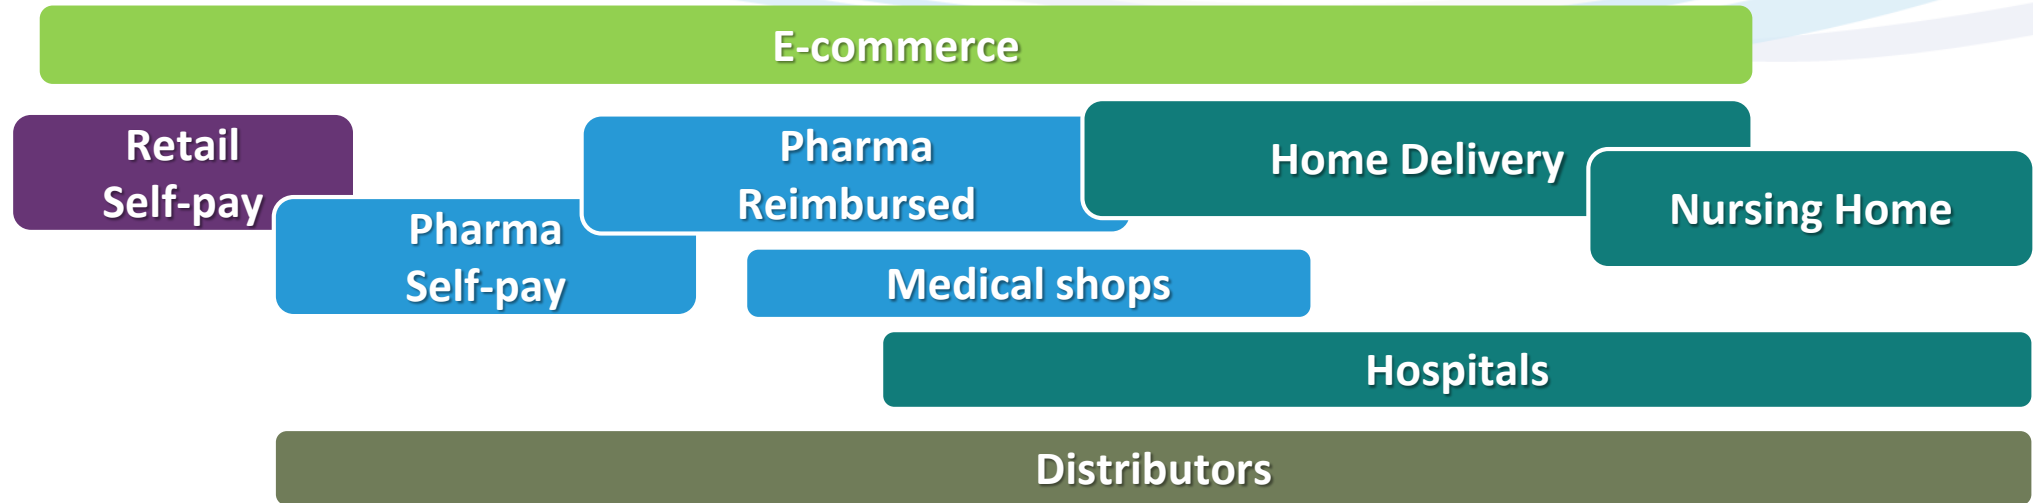 E-commerce
Retail
Self-pay
Pharma
Self-pay
Pharma
Reimbursed
Home Delivery
Nursing Home
Medical shops
Hospitals
Distributors